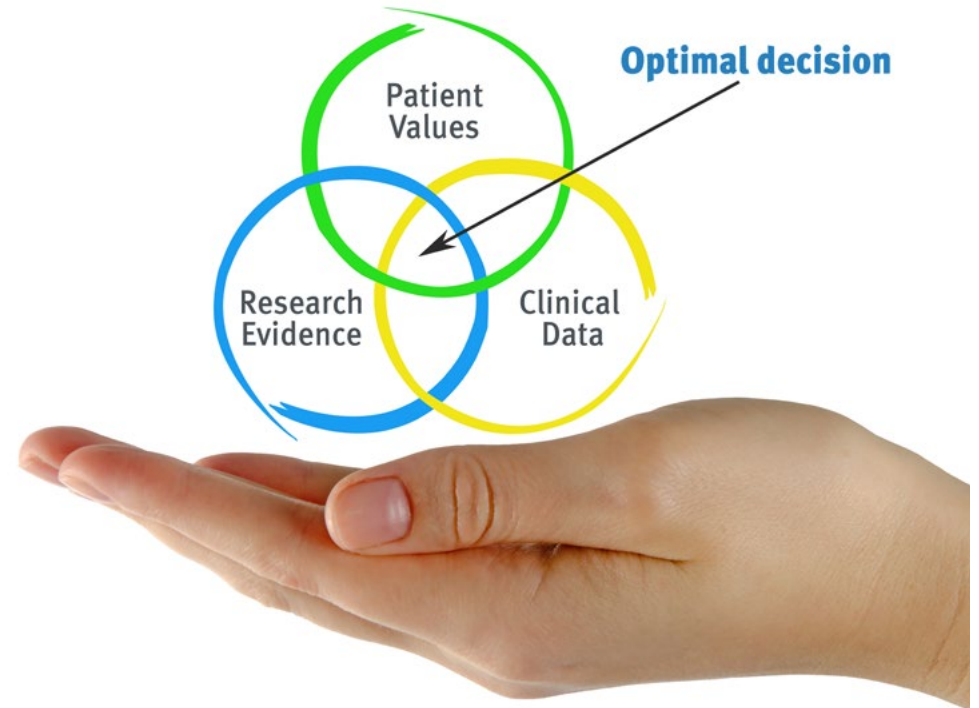 Optimal decision
Patient
Values
Research
Evidence
Clinical
Data